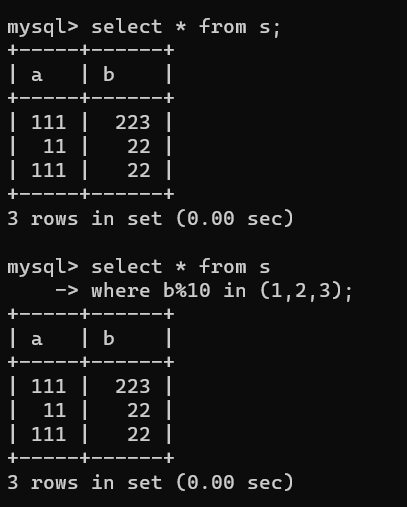 mysql> select * from s;
+-----+------+
| a   | b    |
+-----+------+
| 111 |  223 |
|  11 |   22 |
| 111 |   22 |
+-----+------+
3 rows in set (0.00 sec)

mysql> select * from s
    -> where b%10 in (1,2,3);
+-----+------+
| a   | b    |
+-----+------+
| 111 |  223 |
|  11 |   22 |
| 111 |   22 |
+-----+------+
3 rows in set (0.00 sec)